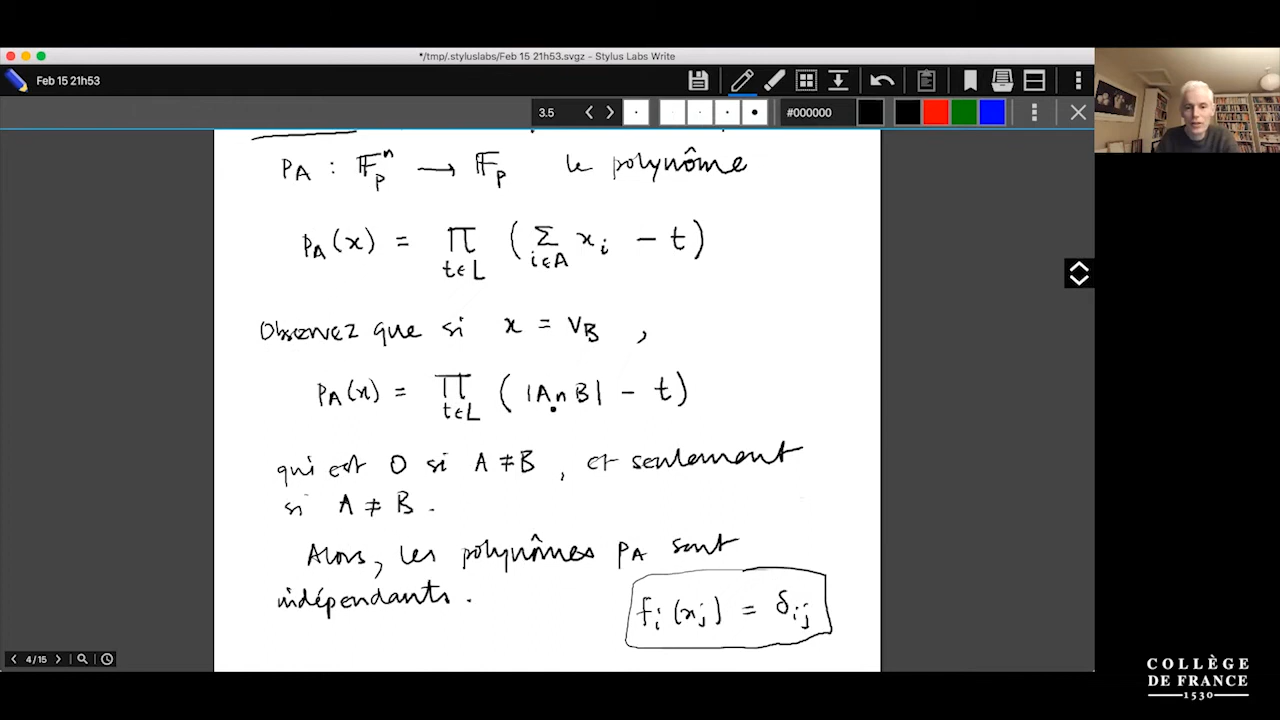 */tmp/.styluslabs/Feb 15 21h53.svgz - Stylus Labs Write
Feb 15 21h53
3.5
#000000
p_A : 𝔽_p^n ⟶ 𝔽_p le polynôme
p_A(x) = ∏_{t∈L} (∑_{i∈A} x_i - t)
Observez que si x = v_B ,
p_A(x) = ∏_{t∈L} (|A∩B| - t)
qui est 0 si A ≠ B , et seulement
si A ≠ B .
Alors, les polynômes p_A sont
indépendants .
f_i(x_j) = δ_{ij}
4/15
COLLÈGE
DE FRANCE
1530